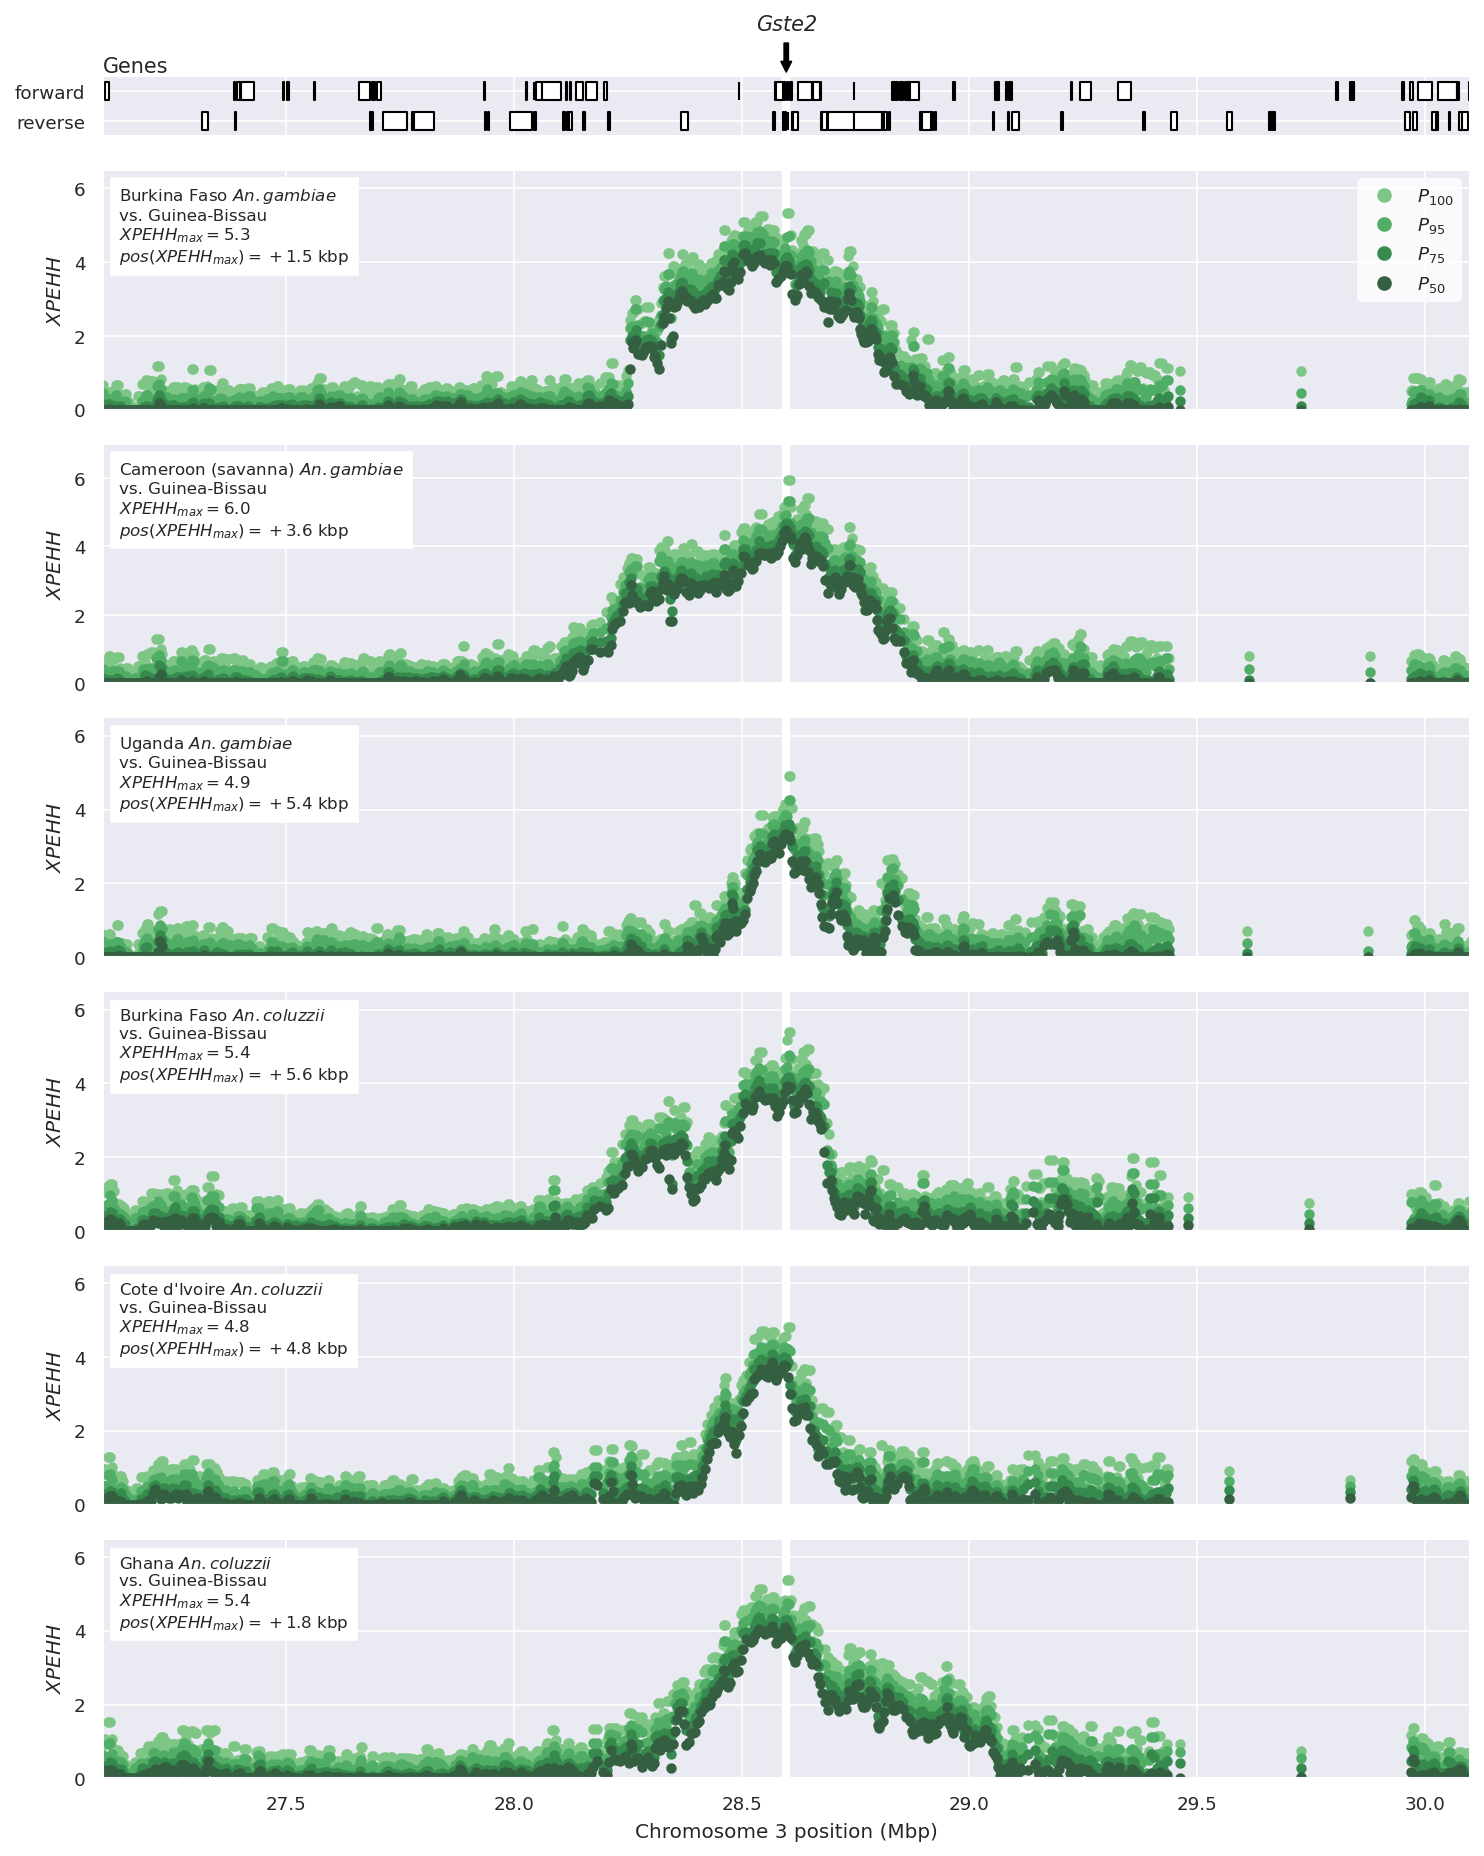 Gste2
Genes
forward
reverse
6
4
2
0
XPEHH
Burkina Faso An. gambiae
vs. Guinea-Bissau
XPEHHmax = 5.3
pos(XPEHHmax) = +1.5 kbp
P100
P95
P75
P50
6
4
2
0
XPEHH
Cameroon (savanna) An. gambiae
vs. Guinea-Bissau
XPEHHmax = 6.0
pos(XPEHHmax) = +3.6 kbp
6
4
2
0
XPEHH
Uganda An. gambiae
vs. Guinea-Bissau
XPEHHmax = 4.9
pos(XPEHHmax) = +5.4 kbp
6
4
2
0
XPEHH
Burkina Faso An. coluzzii
vs. Guinea-Bissau
XPEHHmax = 5.4
pos(XPEHHmax) = +5.6 kbp
6
4
2
0
XPEHH
Cote d'Ivoire An. coluzzii
vs. Guinea-Bissau
XPEHHmax = 4.8
pos(XPEHHmax) = +4.8 kbp
6
4
2
0
XPEHH
Ghana An. coluzzii
vs. Guinea-Bissau
XPEHHmax = 5.4
pos(XPEHHmax) = +1.8 kbp
27.5 28.0 28.5 29.0 29.5 30.0
Chromosome 3 position (Mbp)